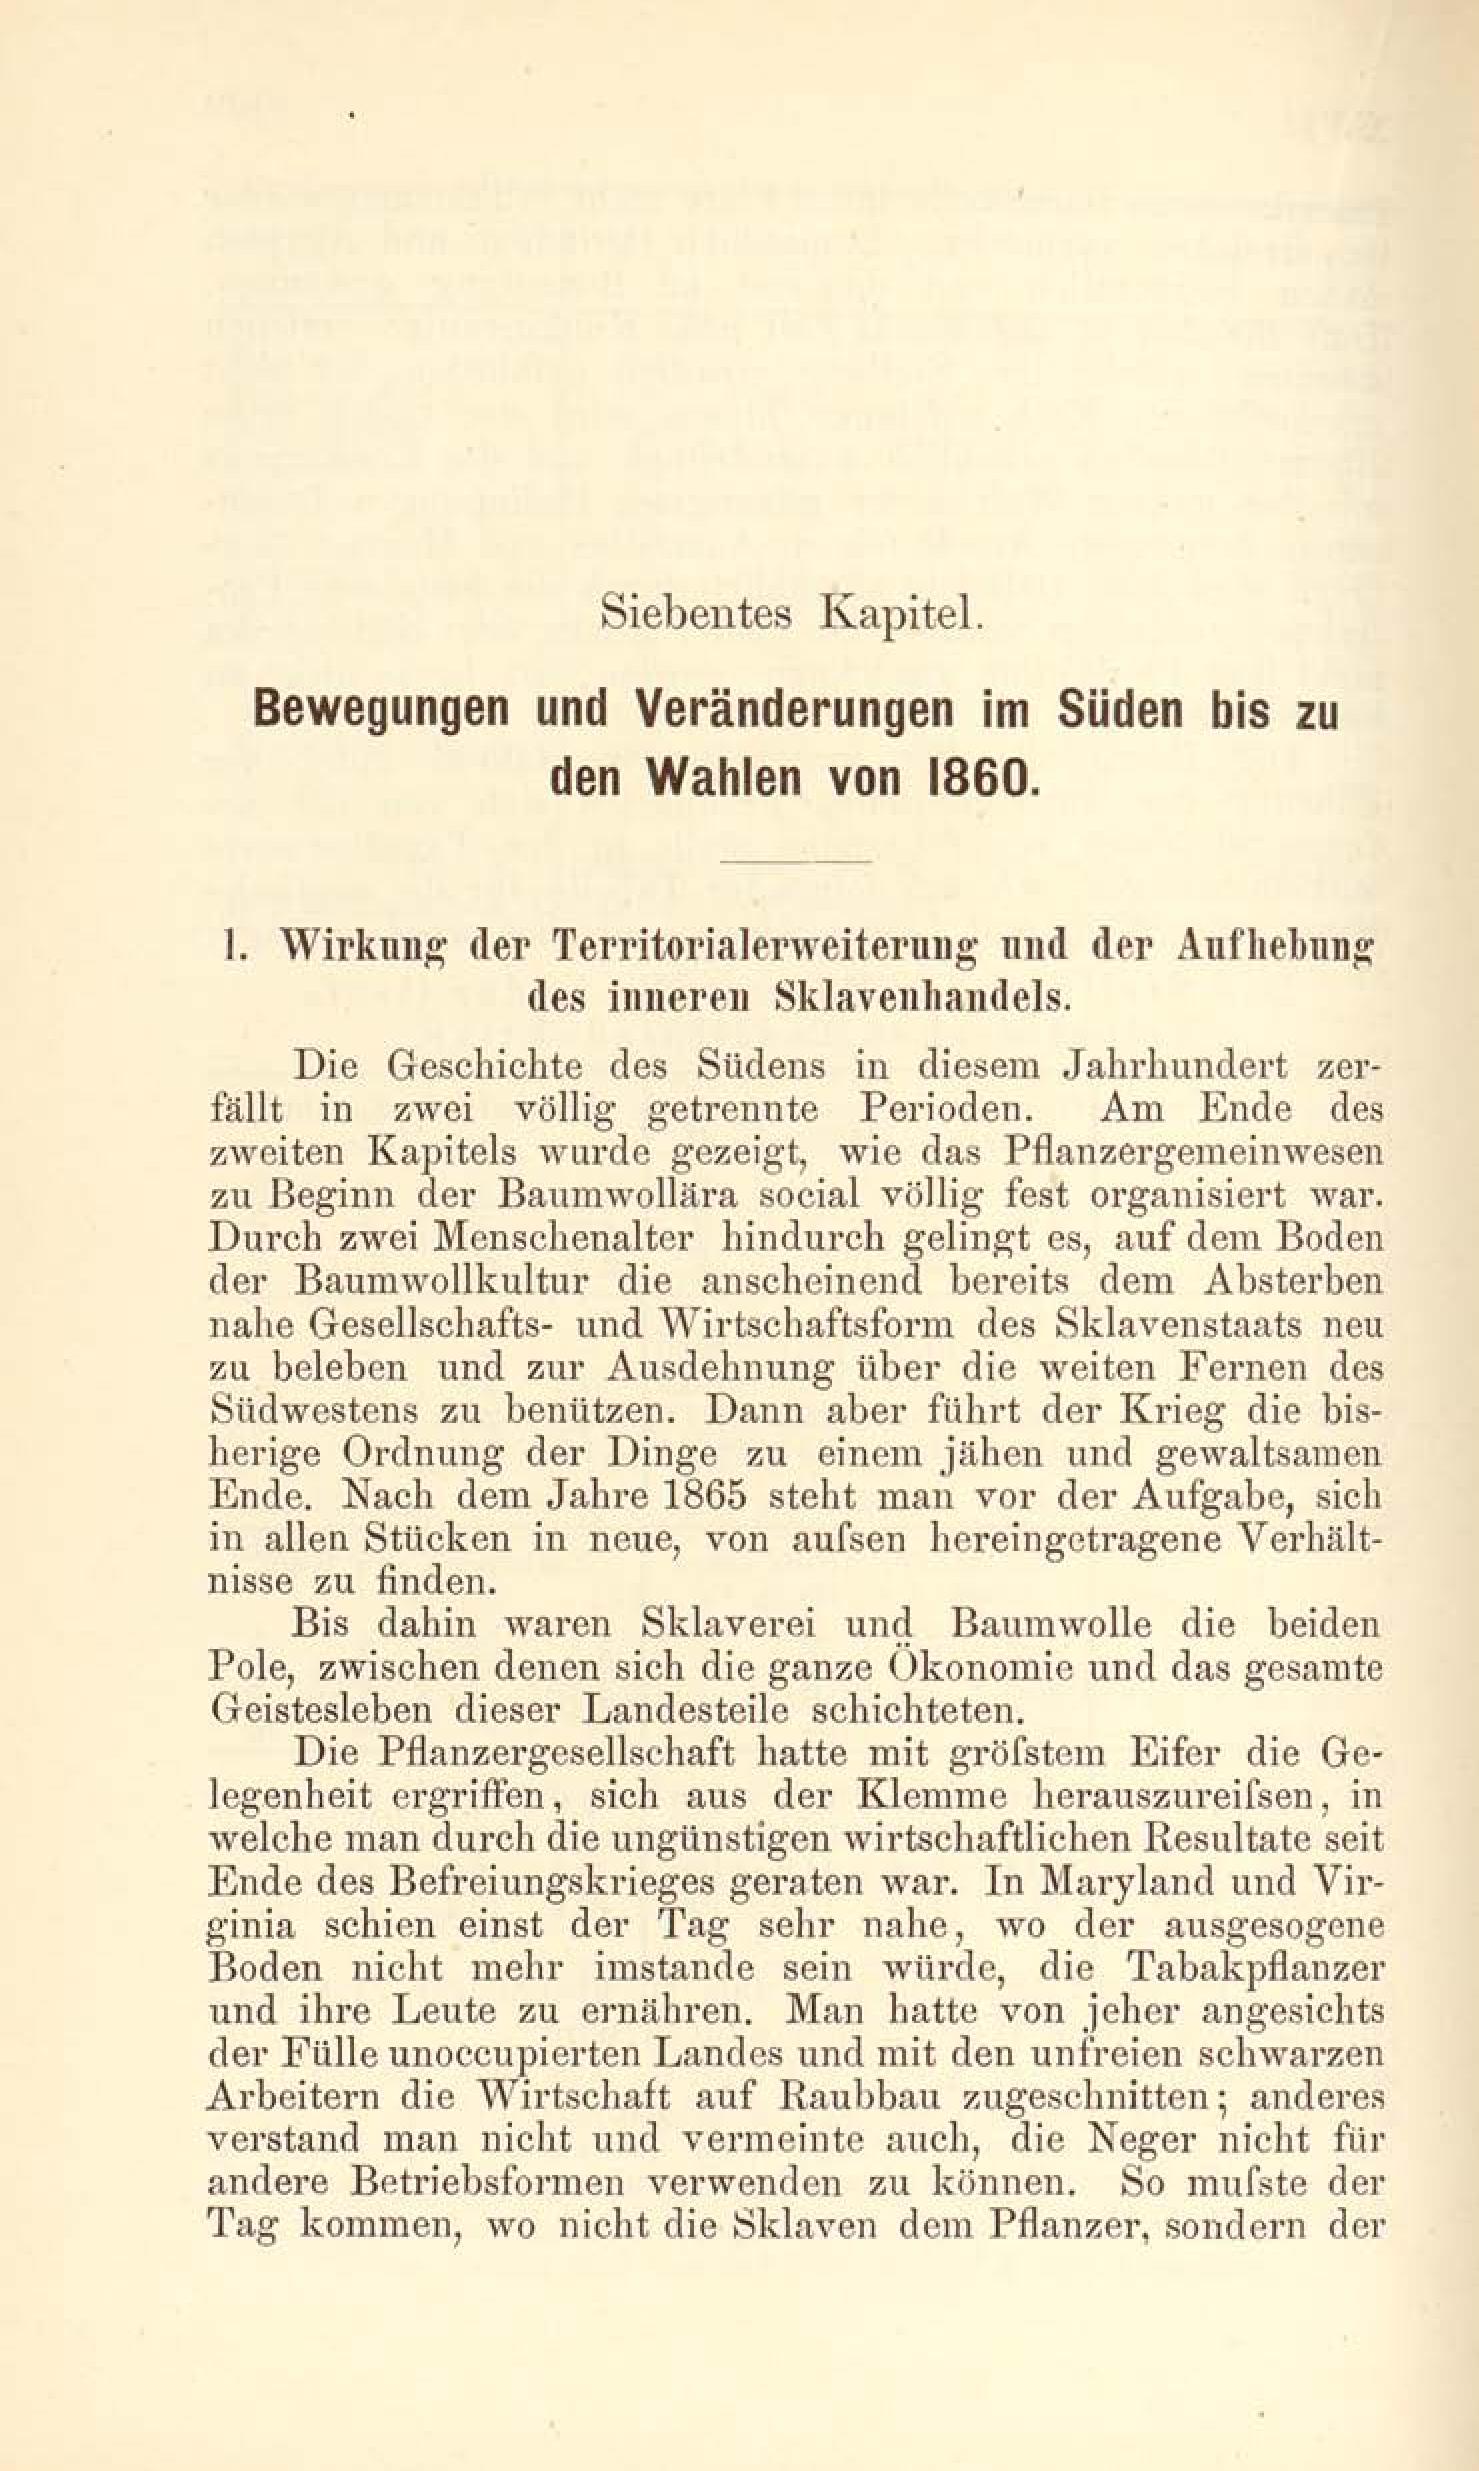 Siebentes Kapitel.
Bewegungen und Veränderungen im Süden bis zu
den Wahlen von 1860.
1. Wirkung der Territorialerweiterung und der Aufhebung
des inneren Sklavenhandels.
Die Geschichte des Südens in diesem Jahrhundert zer-
fällt in zwei völlig getrennte Perioden. Am Ende des
zweiten Kapitels wurde gezeigt, wie das Pflanzergemeinwesen
zu Beginn der Baumwollära social völlig fest organisiert war.
Durch zwei Menschenalter hindurch gelingt es, auf dem Boden
der Baumwollkultur die anscheinend bereits dem Absterben
nahe Gesellschafts- und Wirtschaftsform des Sklavenstaats neu
zu beleben und zur Ausdehnung über die weiten Fernen des
Südwestens zu benützen. Dann aber führt der Krieg die bis-
herige Ordnung der Dinge zu einem jähen und gewaltsamen
Ende. Nach dem Jahre 1865 steht man vor der Aufgabe, sich
in allen Stücken in neue, von auſsen hereingetragene Verhält-
nisse zu finden.
Bis dahin waren Sklaverei und Baumwolle die beiden
Pole, zwischen denen sich die ganze Ökonomie und das gesamte
Geistesleben dieser Landesteile schichteten.
Die Pflanzergesellschaft hatte mit gröſstem Eifer die Ge-
legenheit ergriffen, sich aus der Klemme herauszureiſsen, in
welche man durch die ungünstigen wirtschaftlichen Resultate seit
Ende des Befreiungskrieges geraten war. In Maryland und Vir-
ginia schien einst der Tag sehr nahe, wo der ausgesogene
Boden nicht mehr imstande sein würde, die Tabakpflanzer
und ihre Leute zu ernähren. Man hatte von jeher angesichts
der Fülle unoccupierten Landes und mit den unfreien schwarzen
Arbeitern die Wirtschaft auf Raubbau zugeschnitten; anderes
verstand man nicht und vermeinte auch, die Neger nicht für
andere Betriebsformen verwenden zu können. So muſste der
Tag kommen, wo nicht die Sklaven dem Pflanzer, sondern der